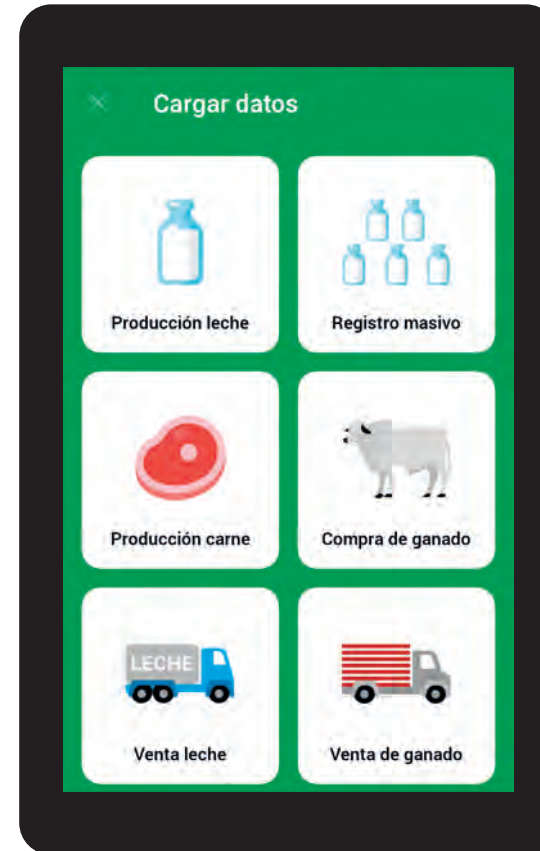 Cargar datos
Producción leche
Registro masivo
Producción carne
Compra de ganado
LECHE
Venta leche
Venta de ganado